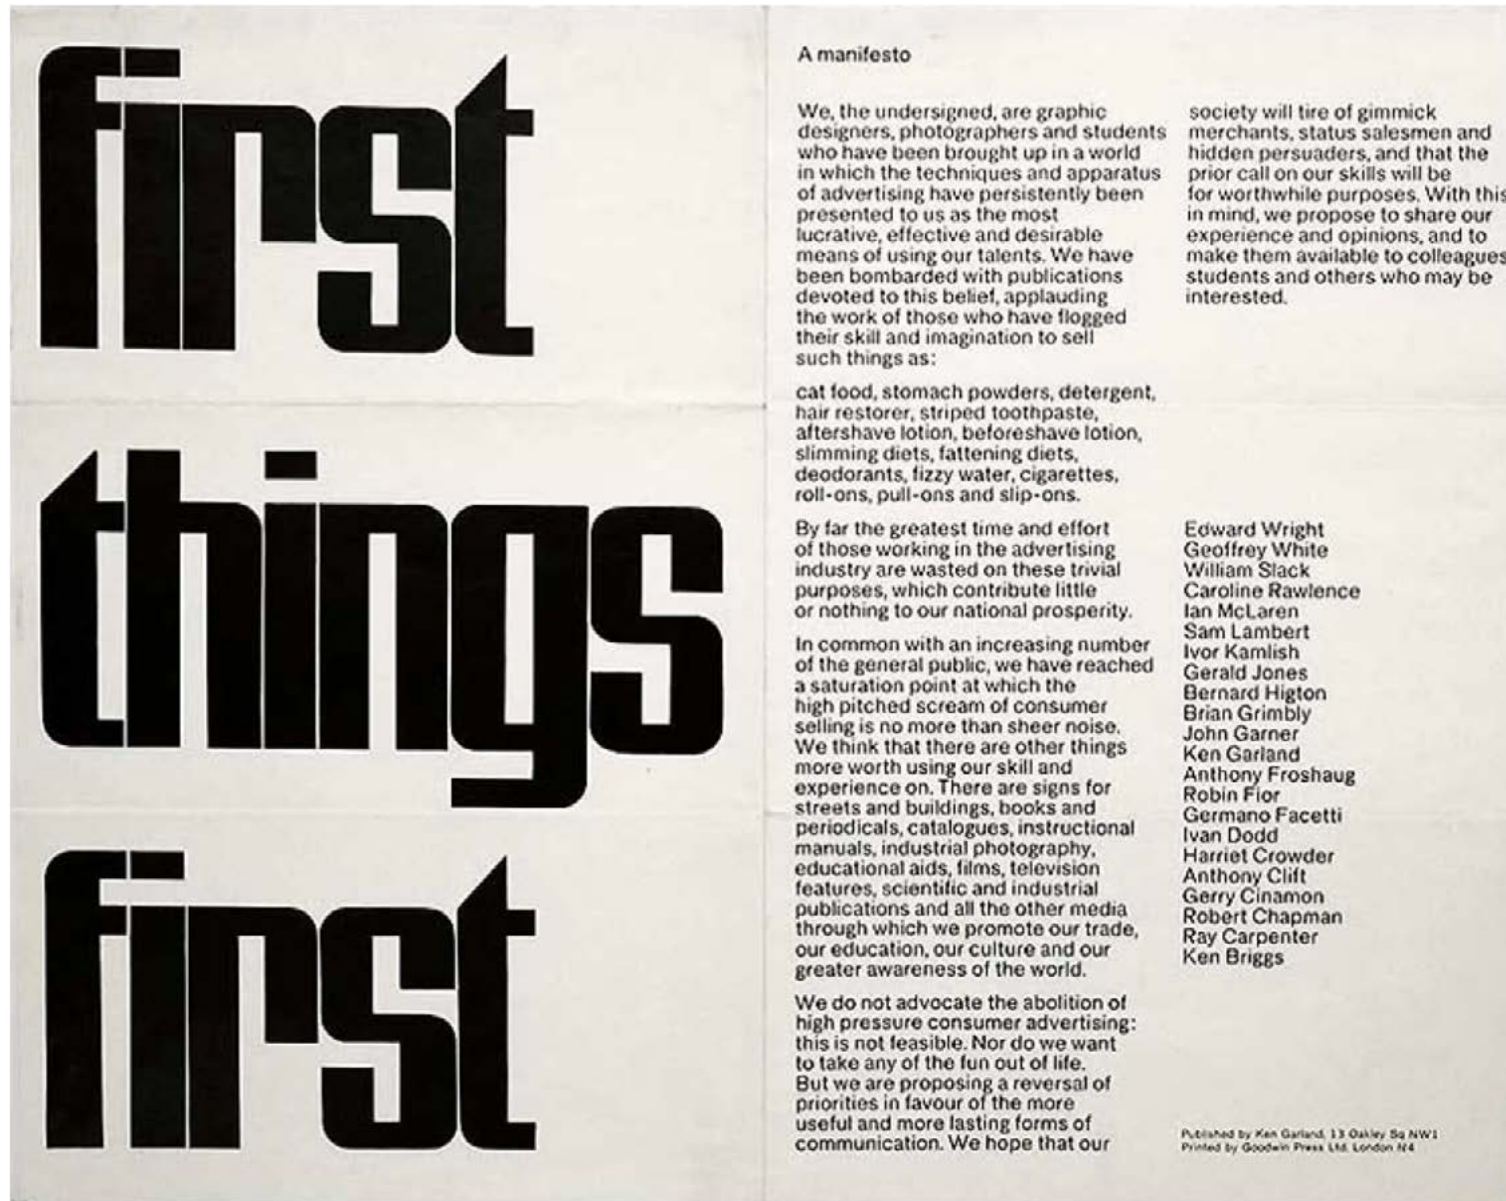 first
things
first
A manifesto
We, the undersigned, are graphic
designers, photographers and students
who have been brought up in a world
in which the techniques and apparatus
of advertising have persistently been
presented to us as the most
lucrative, effective and desirable
means of using our talents. We have
been bombarded with publications
devoted to this belief, applauding
the work of those who have flogged
their skill and imagination to sell
such things as:
cat food, stomach powders, detergent,
hair restorer, striped toothpaste,
aftershave lotion, beforeshave lotion,
slimming diets, fattening diets,
deodorants, fizzy water, cigarettes,
roll-ons, pull-ons and slip-ons.
By far the greatest time and effort
of those working in the advertising
industry are wasted on these trivial
purposes, which contribute little
or nothing to our national prosperity.
In common with an increasing number
of the general public, we have reached
a saturation point at which the
high pitched scream of consumer
selling is no more than sheer noise.
We think that there are other things
more worth using our skill and
experience on. There are signs for
streets and buildings, books and
periodicals, catalogues, instructional
manuals, industrial photography,
educational aids, films, television
features, scientific and industrial
publications and all the other media
through which we promote our trade,
our education, our culture and our
greater awareness of the world.
We do not advocate the abolition of
high pressure consumer advertising:
this is not feasible. Nor do we want
to take any of the fun out of life.
But we are proposing a reversal of
priorities in favour of the more
useful and more lasting forms of
communication. We hope that our
society will tire of gimmick
merchants, status salesmen and
hidden persuaders, and that the
prior call on our skills will be
for worthwhile purposes. With this
in mind, we propose to share our
experience and opinions, and to
make them available to colleagues
students and others who may be
interested.
Edward Wright
Geoffrey White
William Slack
Caroline Rawlence
Ian McLaren
Sam Lambert
Ivor Kamlish
Gerald Jones
Bernard Higton
Brian Grimbly
John Garner
Ken Garland
Anthony Froshaug
Robin Fior
Germano Facetti
Ivan Dodd
Harriet Crowder
Anthony Clift
Gerry Cinamon
Robert Chapman
Ray Carpenter
Ken Briggs
Published by Ken Garland, 13 Oakley Sq NW1
Printed by Goodwin Press Ltd. London N4